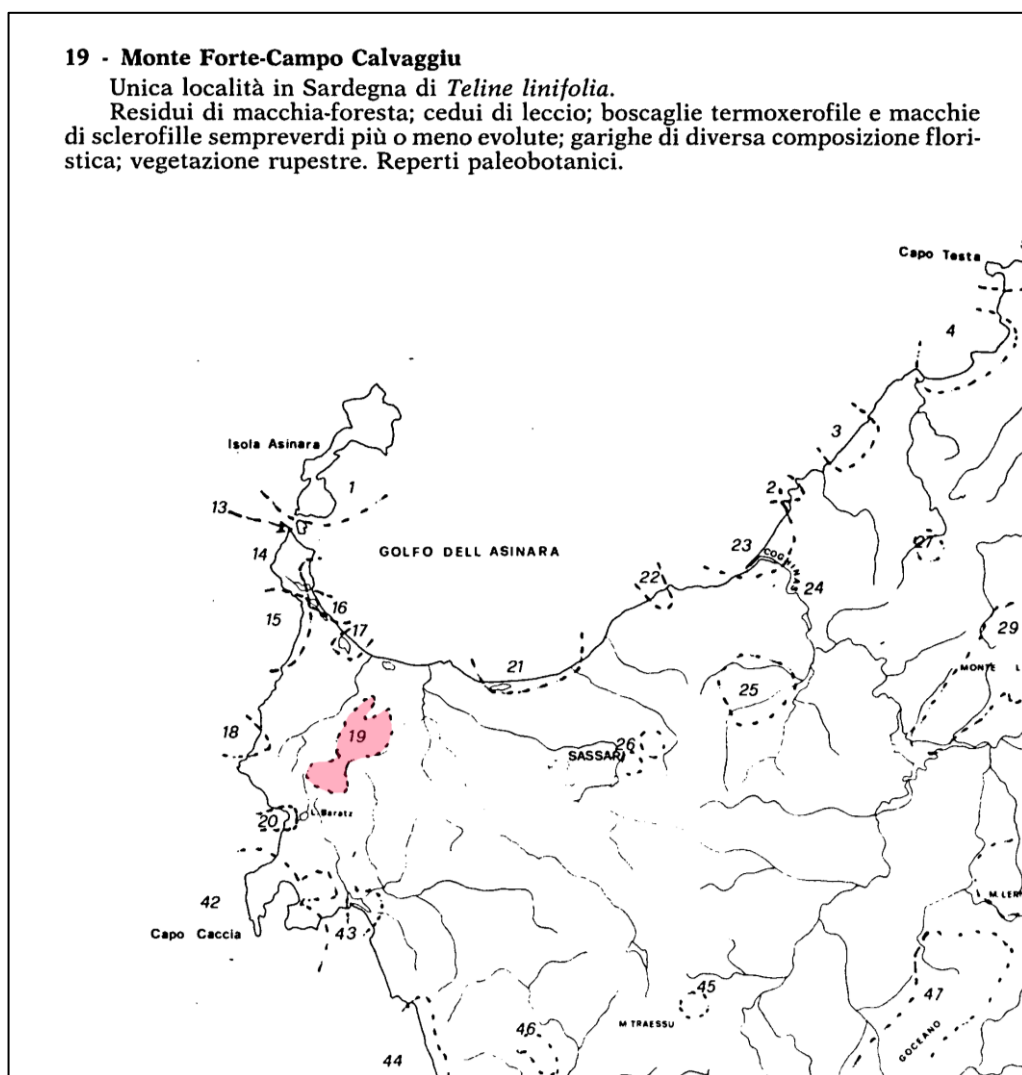 19 - Monte Forte-Campo Calvaggiu
Unica località in Sardegna di Teline linifolia.
Residui di macchia-foresta; cedui di leccio; boscaglie termoxerofile e macchie
di sclerofille sempreverdi più o meno evolute; garighe di diversa composizione flori-
stica; vegetazione rupestre. Reperti paleobotanici.
Capo Testa
4
3
Isola Asinara
1
2
13
14
GOLFO DELL ASINARA
23
COGHINAS
27
22
24
15
16
17
29
21
MONTE L
25
18
19
26
SASSARI
20
L. Baratz
42
M. LER
Capo Caccia
43
45
47
M TRAESSU
46
GOCEANO
44